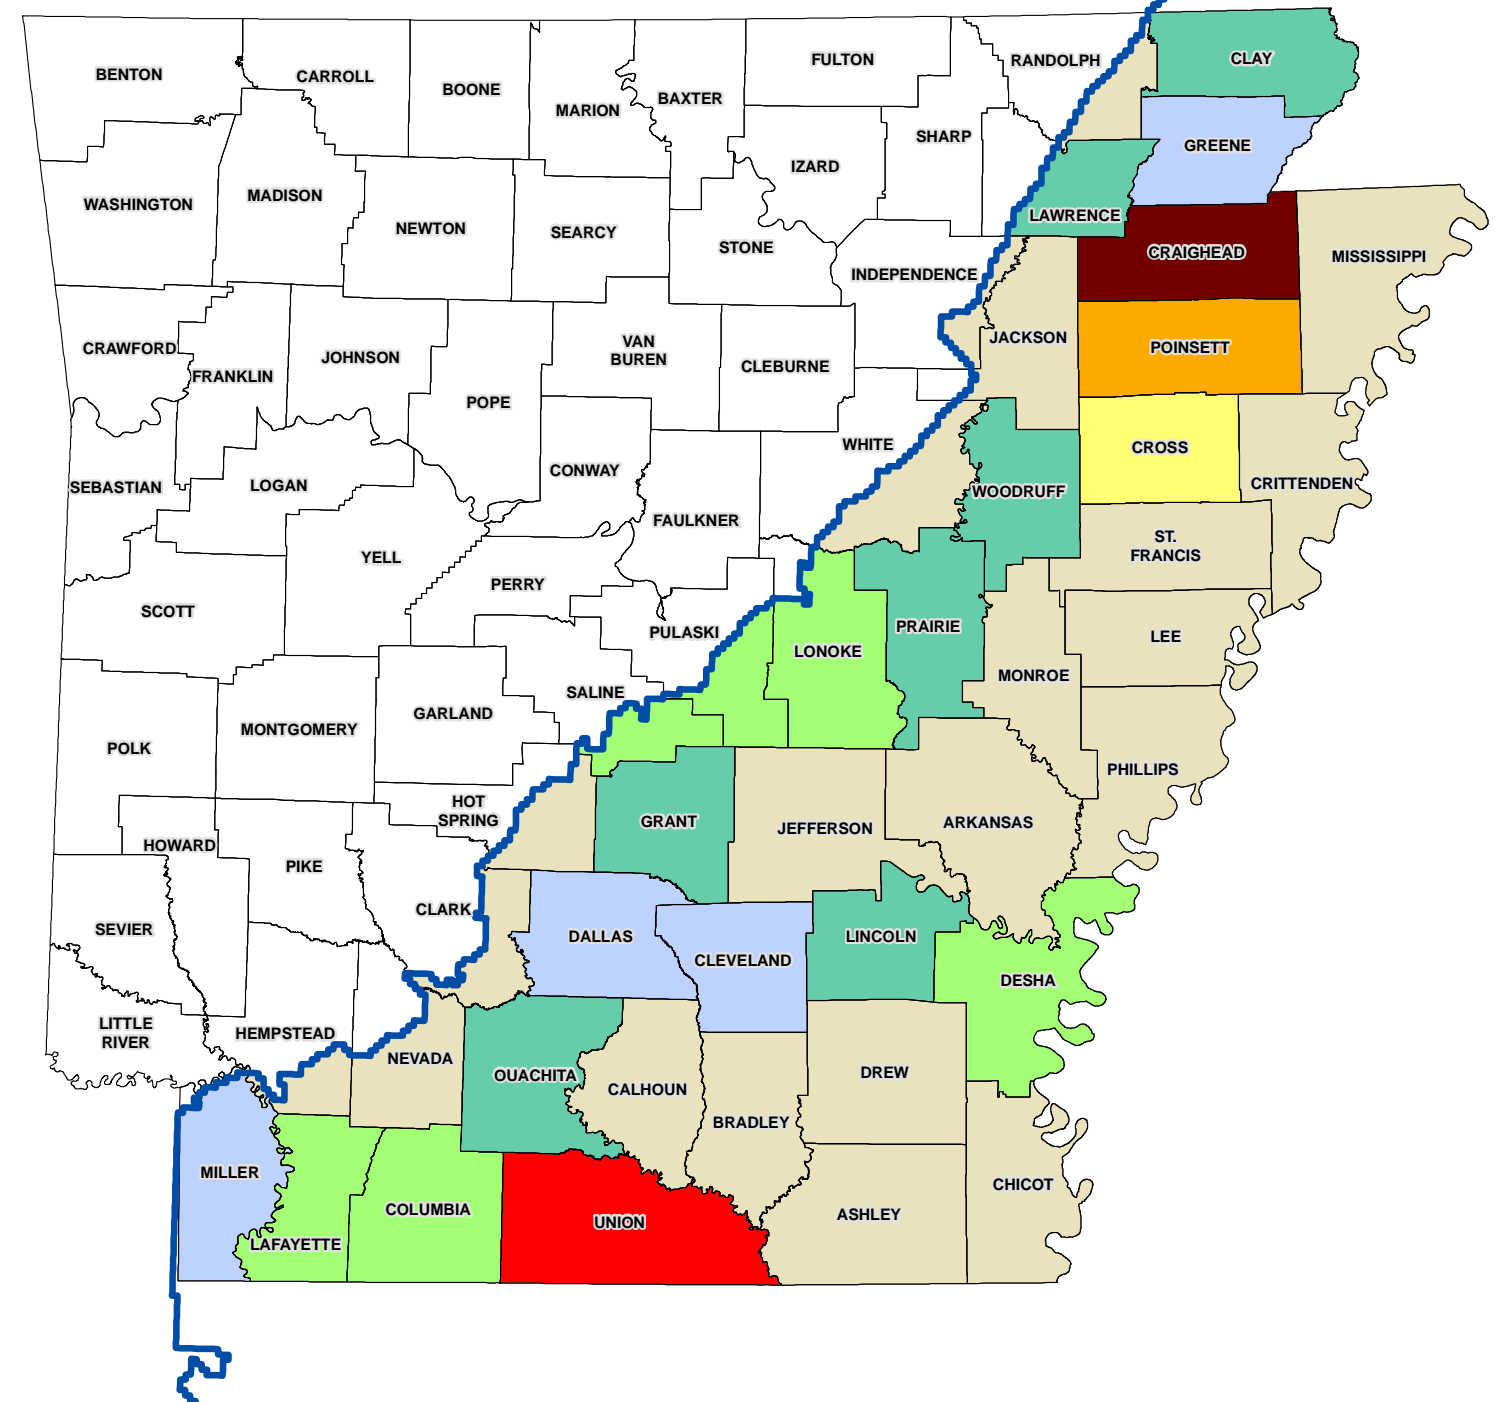 BENTON
CARROLL
BOONE
MARION
BAXTER
FULTON
RANDOLPH
CLAY
WASHINGTON
MADISON
NEWTON
SEARCY
STONE
IZARD
SHARP
LAWRENCE
GREENE
CRAIGHEAD
MISSISSIPPI
INDEPENDENCE
CRAWFORD
FRANKLIN
JOHNSON
POPE
VAN
BUREN
CLEBURNE
JACKSON
POINSETT
WHITE
CROSS
CRITTENDEN
WOODRUFF
SEBASTIAN
LOGAN
CONWAY
FAULKNER
ST.
FRANCIS
SCOTT
YELL
PERRY
PULASKI
LONOKE
PRAIRIE
LEE
MONROE
POLK
MONTGOMERY
GARLAND
SALINE
PHILLIPS
HOT
SPRING
GRANT
JEFFERSON
ARKANSAS
HOWARD
PIKE
CLARK
SEVIER
DALLAS
CLEVELAND
LINCOLN
DESHA
LITTLE
RIVER
HEMPSTEAD
NEVADA
OUACHITA
CALHOUN
DREW
BRADLEY
MILLER
LAFAYETTE
COLUMBIA
UNION
ASHLEY
CHICOT